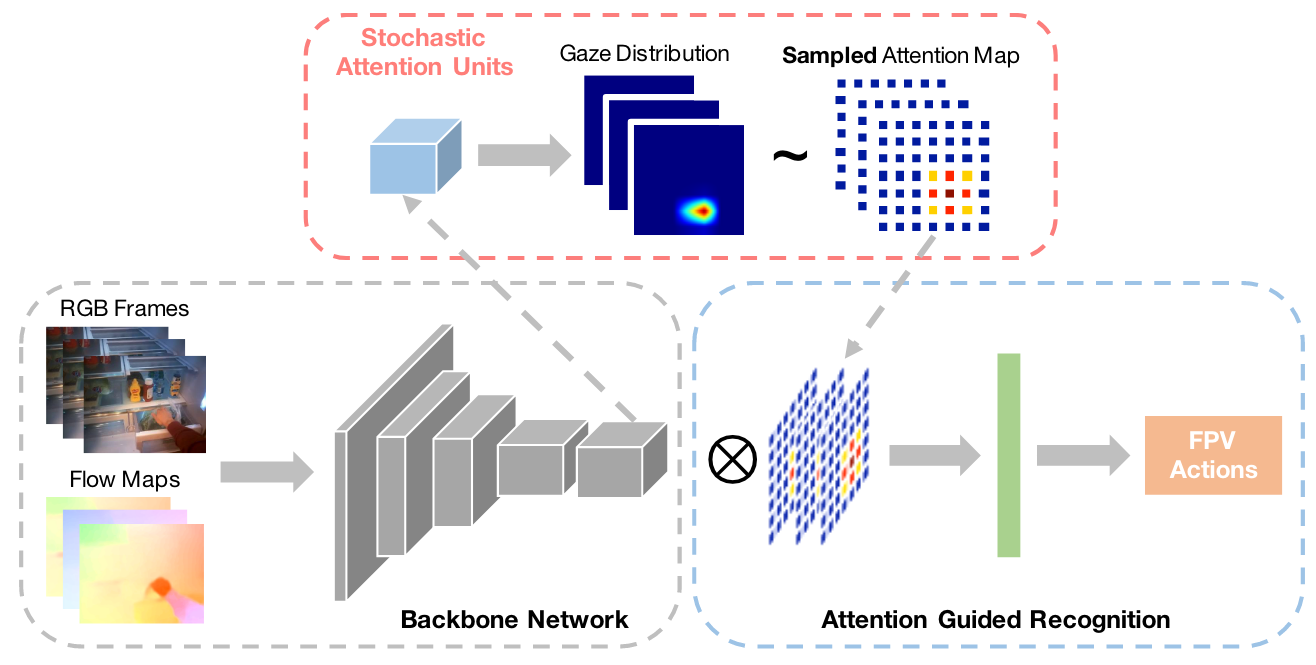 Stochastic
Attention Units
Gaze Distribution
Sampled Attention Map
~
RGB Frames
Flow Maps
Backbone Network
FPV
Actions
Attention Guided Recognition